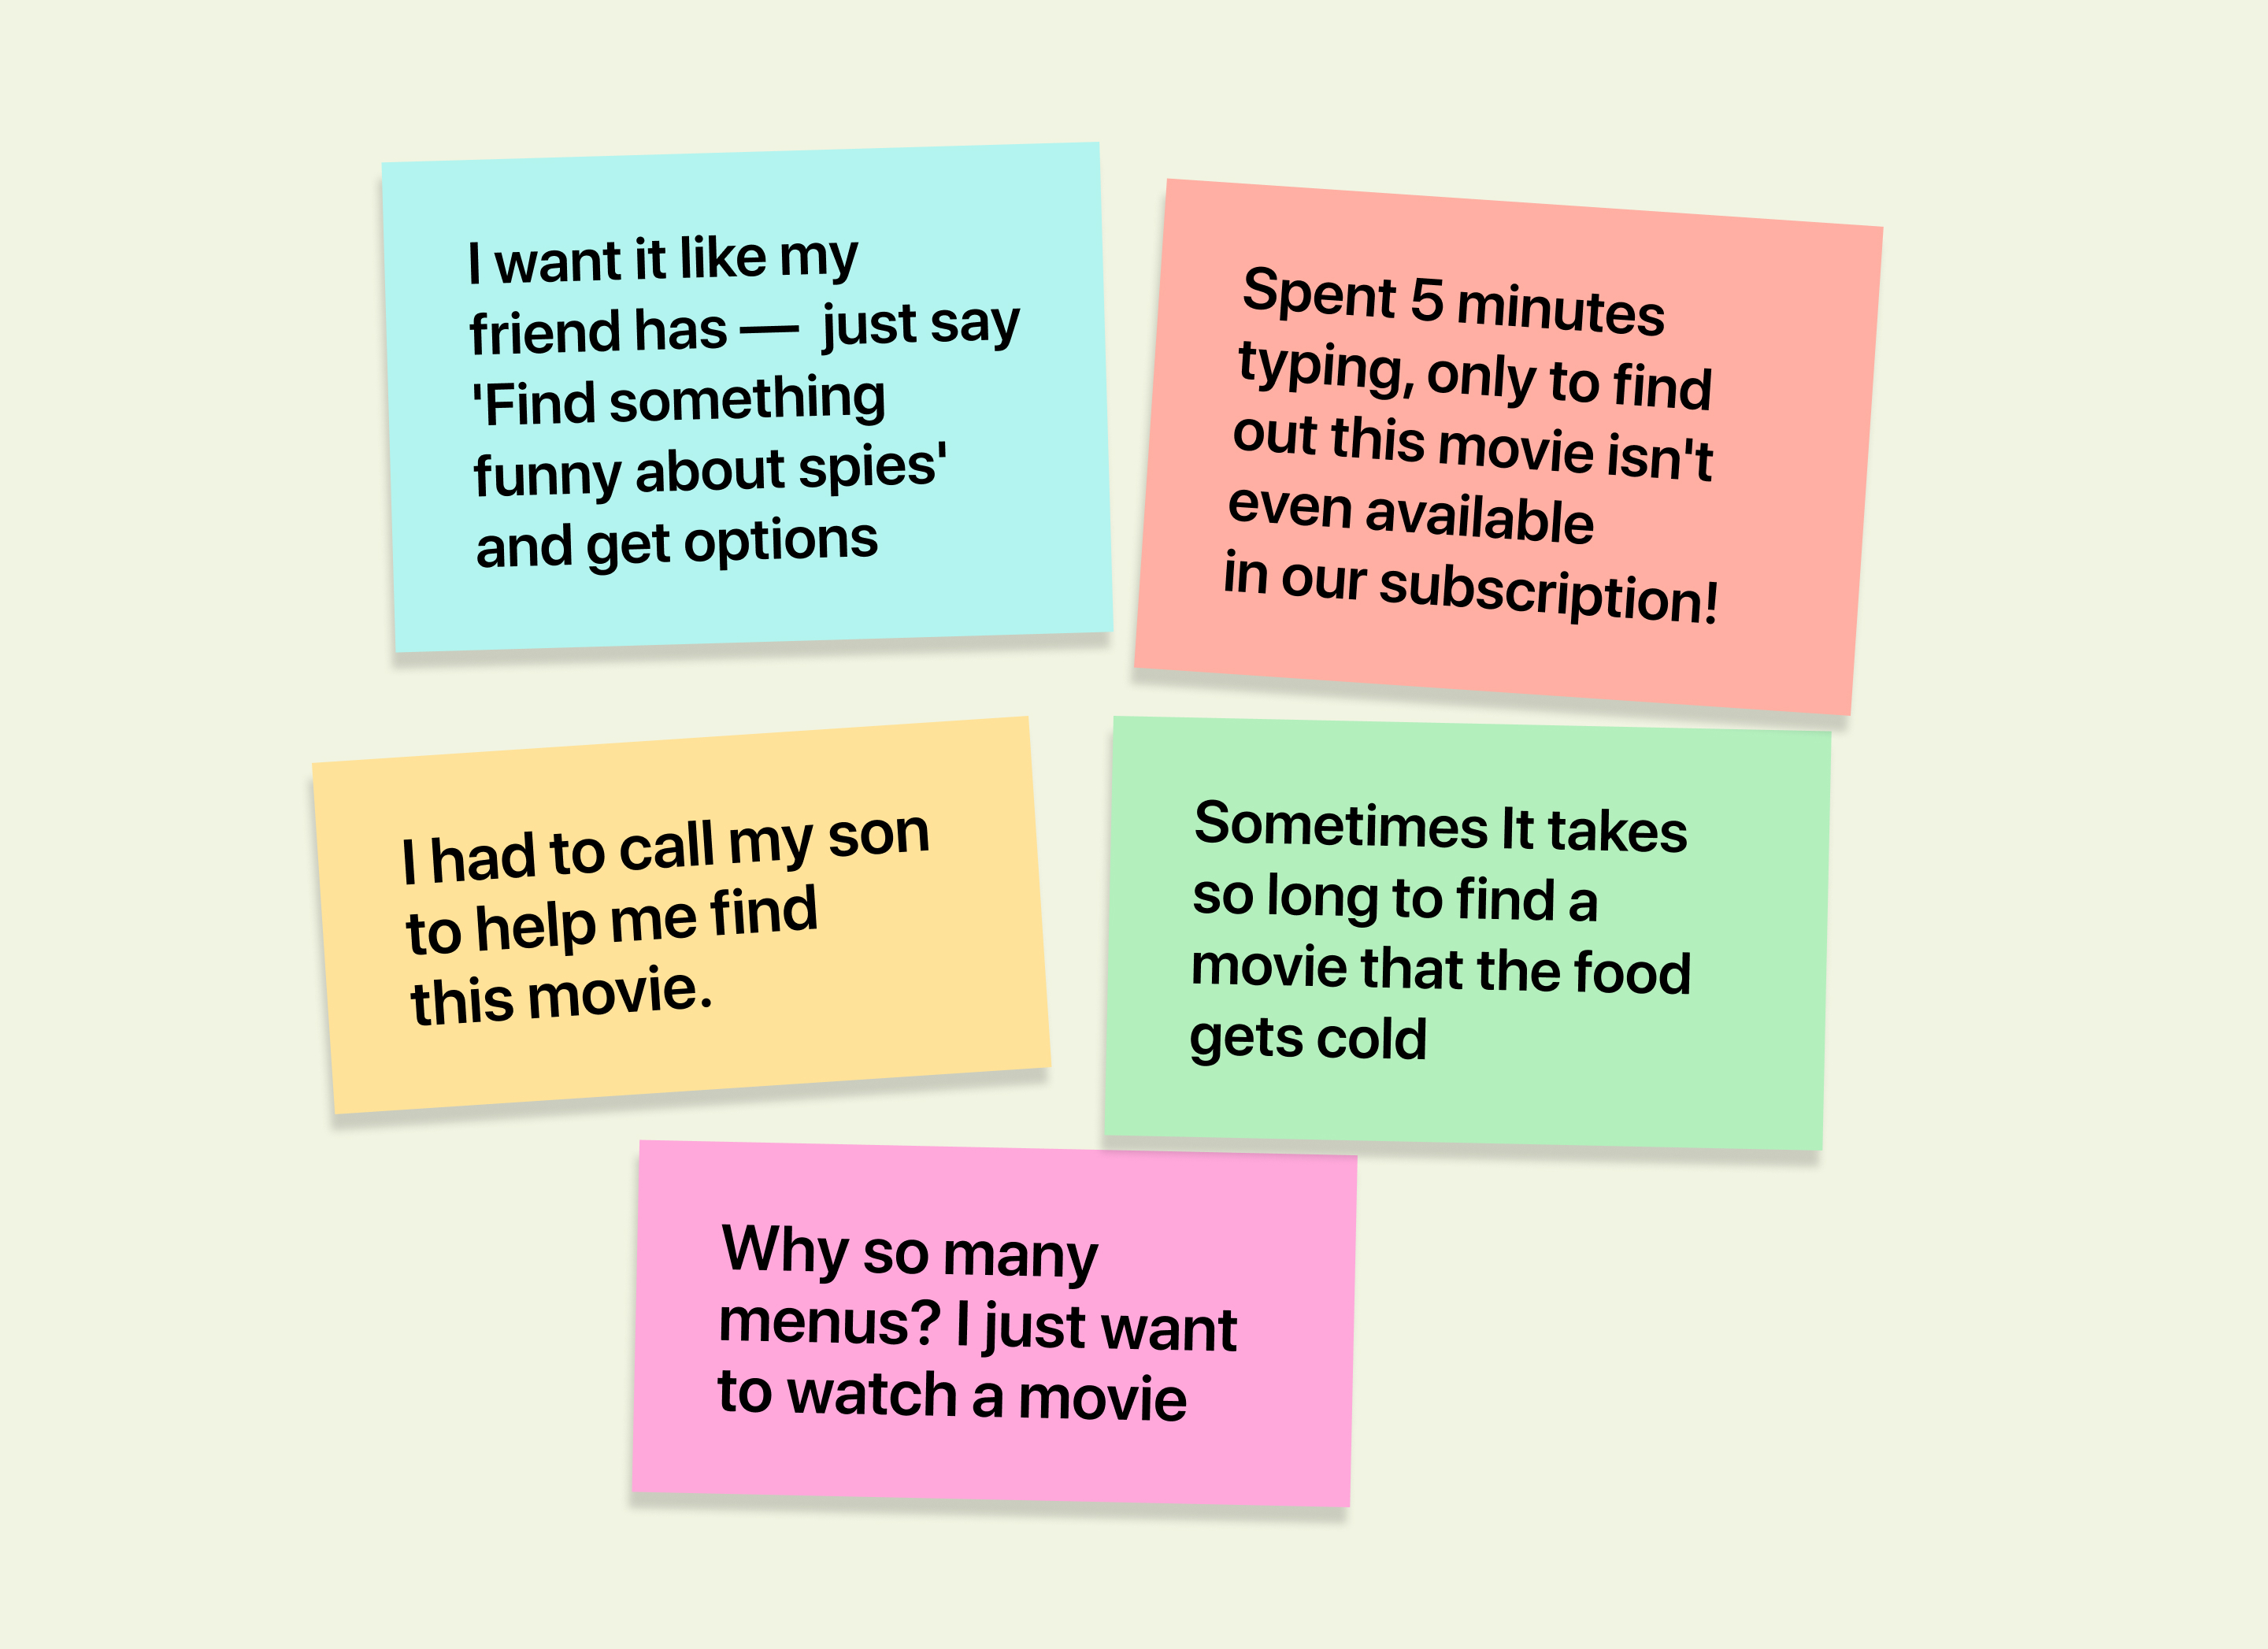 I want it like my
friend has — just say
'Find something
funny about spies'
and get options
Spent 5 minutes
typing, only to find
out this movie isn't
even available
in our subscription!
I had to call my son
to help me find
this movie.
Sometimes It takes
so long to find a
movie that the food
gets cold
Why so many
menus? I just want
to watch a movie